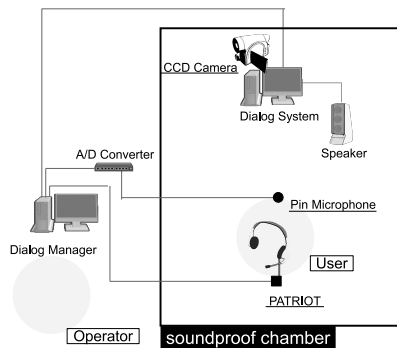 CCD Camera
Dialog System
A/D Converter
Speaker
Pin Microphone
Dialog Manager
User
PATRIOT
Operator
soundproof chamber